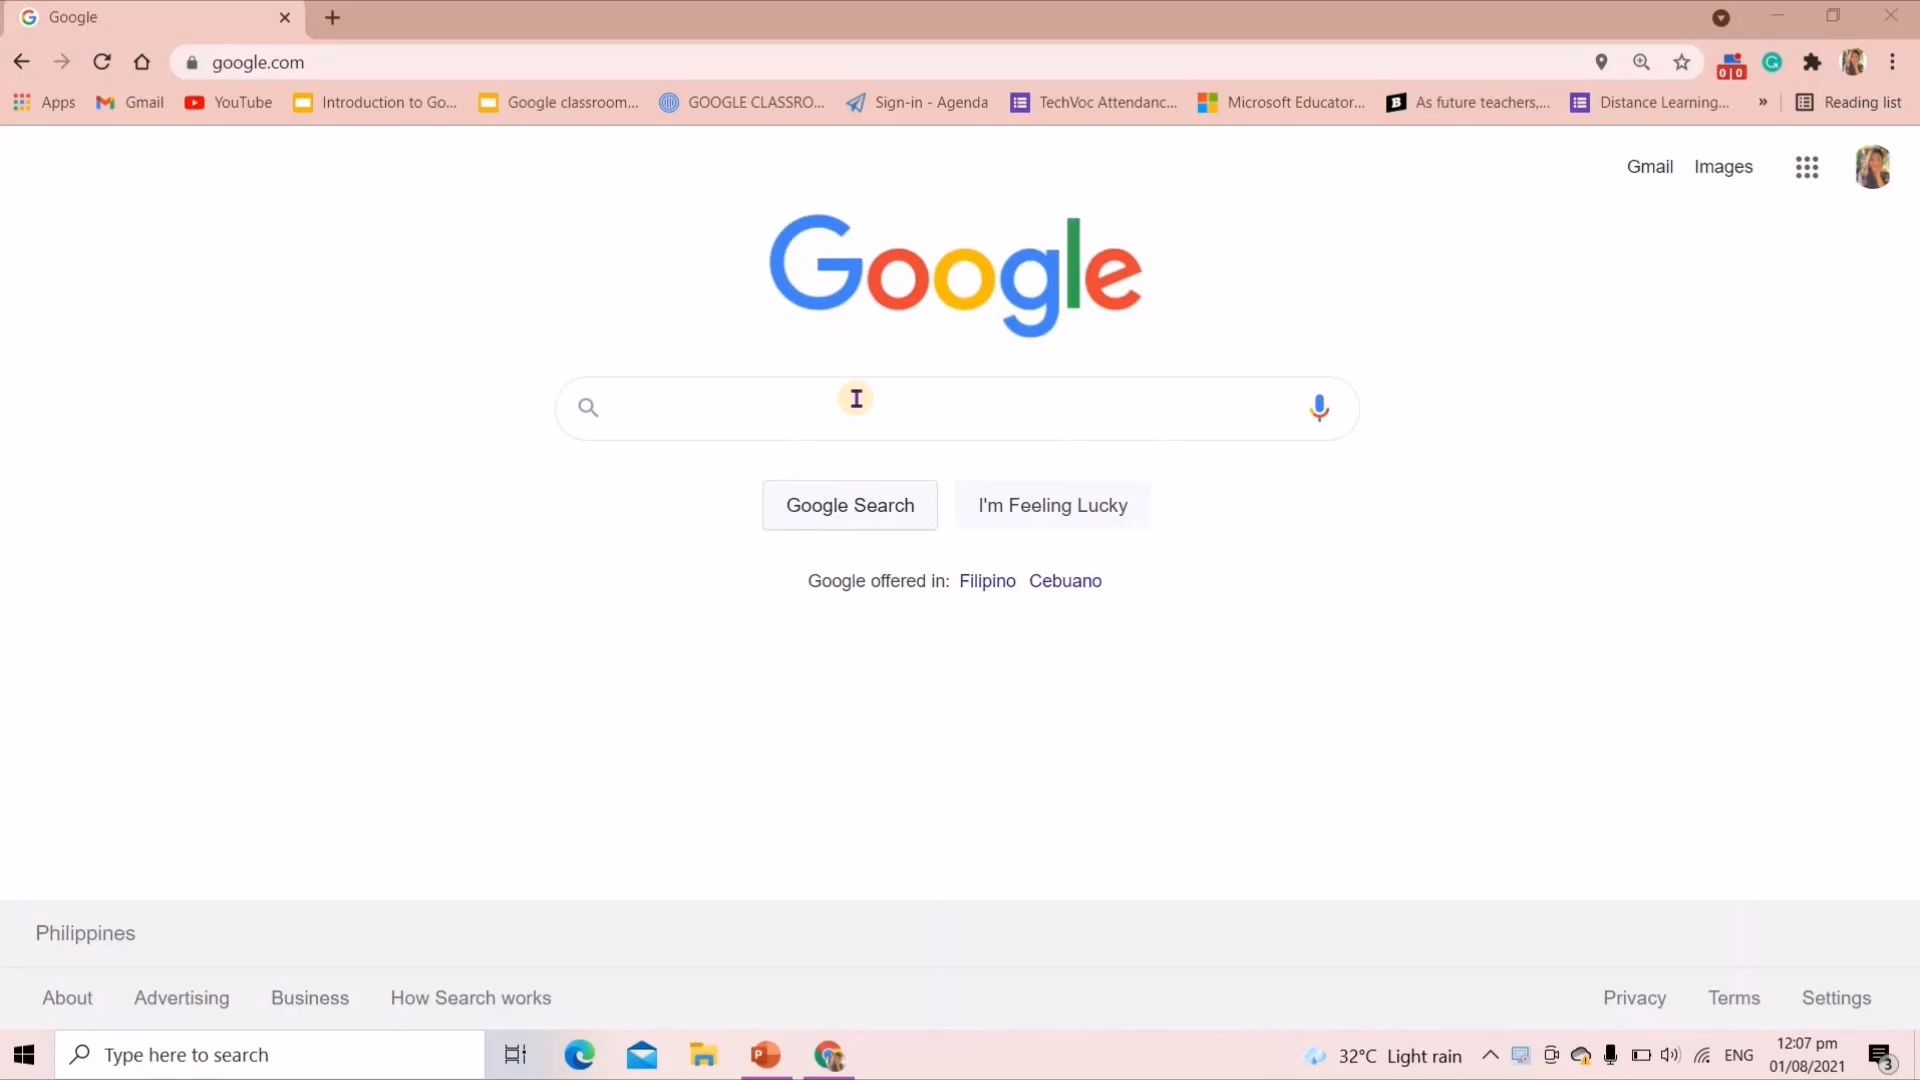 Google
google.com
Apps Gmail YouTube Introduction to Go... Google classroom... GOOGLE CLASSRO... Sign-in - Agenda TechVoc Attendanc... Microsoft Educator... As future teachers,... Distance Learning... » Reading list
Gmail Images
Google
Google Search I'm Feeling Lucky
Google offered in: Filipino Cebuano
Philippines
About Advertising Business How Search works Privacy Terms Settings
Type here to search 32°C Light rain ENG 12:07 pm
01/08/2021 3